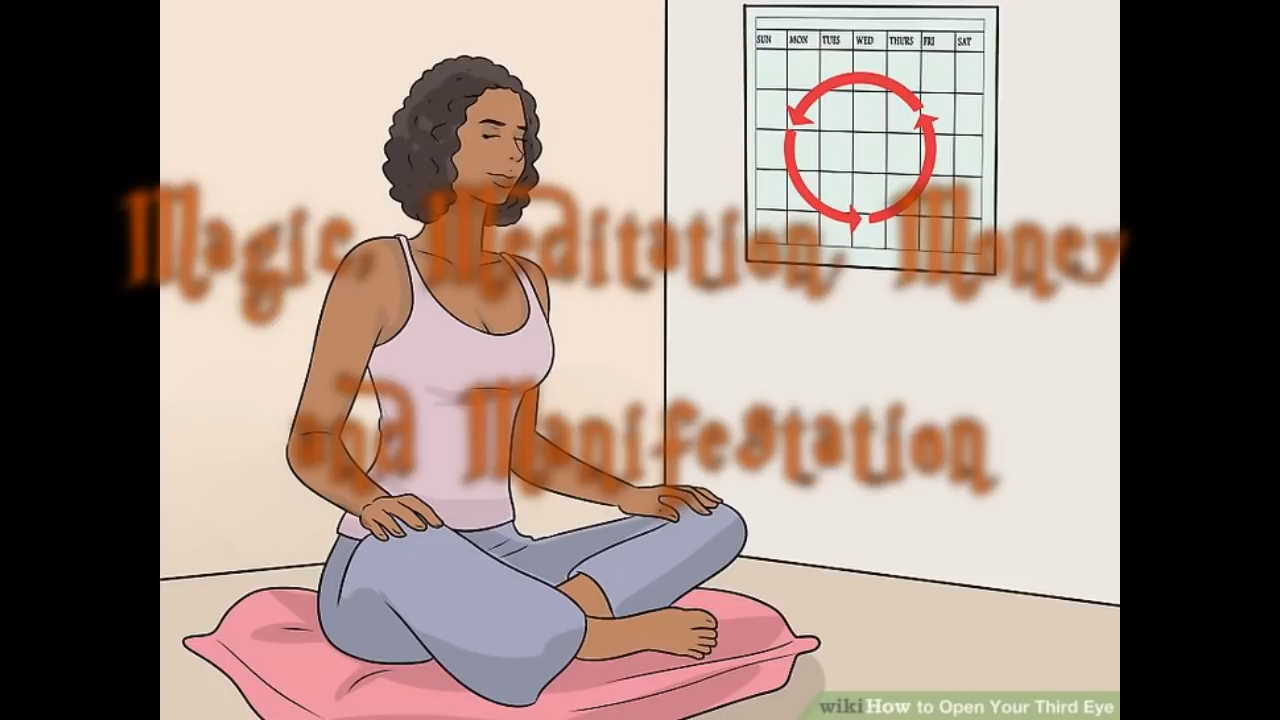 SUN MON TUES WED THURS FRI SAT
Magic, Meditation, Money
and Manifestation
wikiHow to Open Your Third Eye